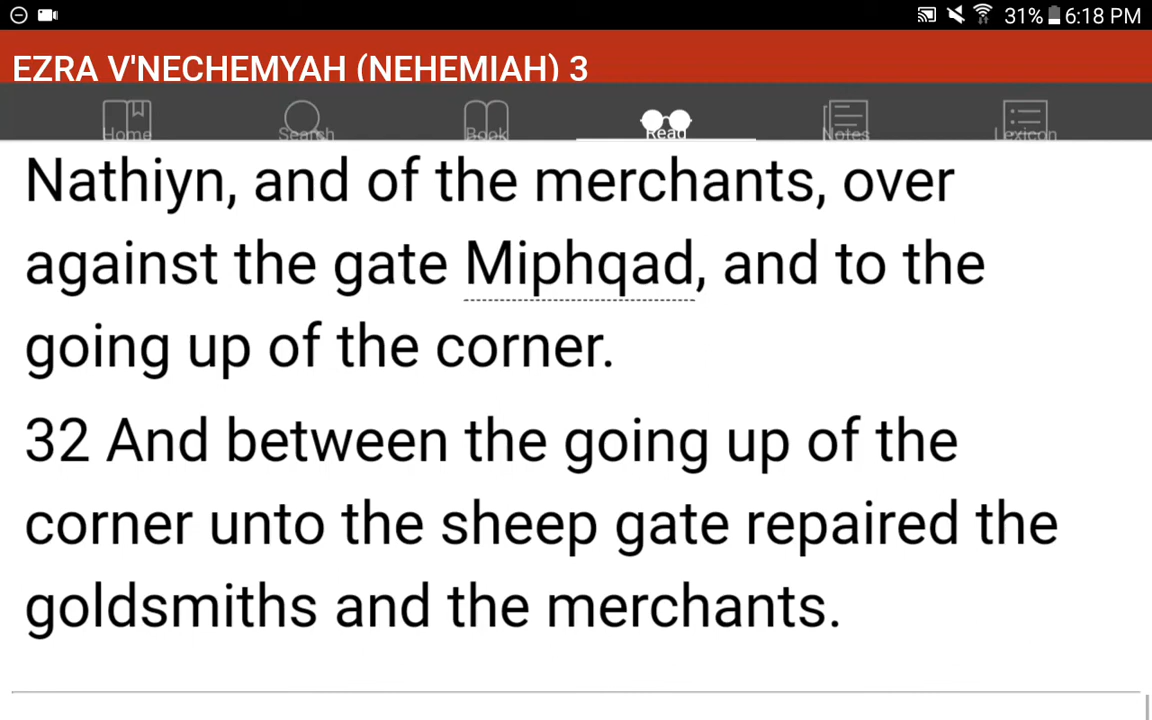 31% 6:18 PM
EZRA V'NECHEMYAH (NEHEMIAH) 3
Home Search Book Read Notes Lexicon
Nathiyn, and of the merchants, over
against the gate Miphqad, and to the
going up of the corner.
32 And between the going up of the
corner unto the sheep gate repaired the
goldsmiths and the merchants.